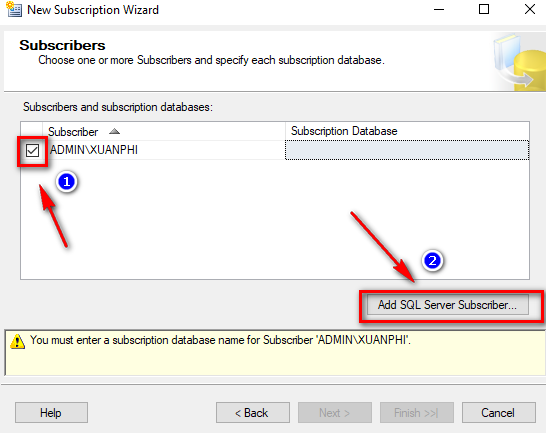 New Subscription Wizard
Subscribers
Choose one or more Subscribers and specify each subscription database.
Subscribers and subscription databases:
Subscriber Subscription Database
ADMIN\XUANPHI
1
2
Add SQL Server Subscriber...
You must enter a subscription database name for Subscriber 'ADMIN\XUANPHI'.
Help < Back Next > Finish >>| Cancel